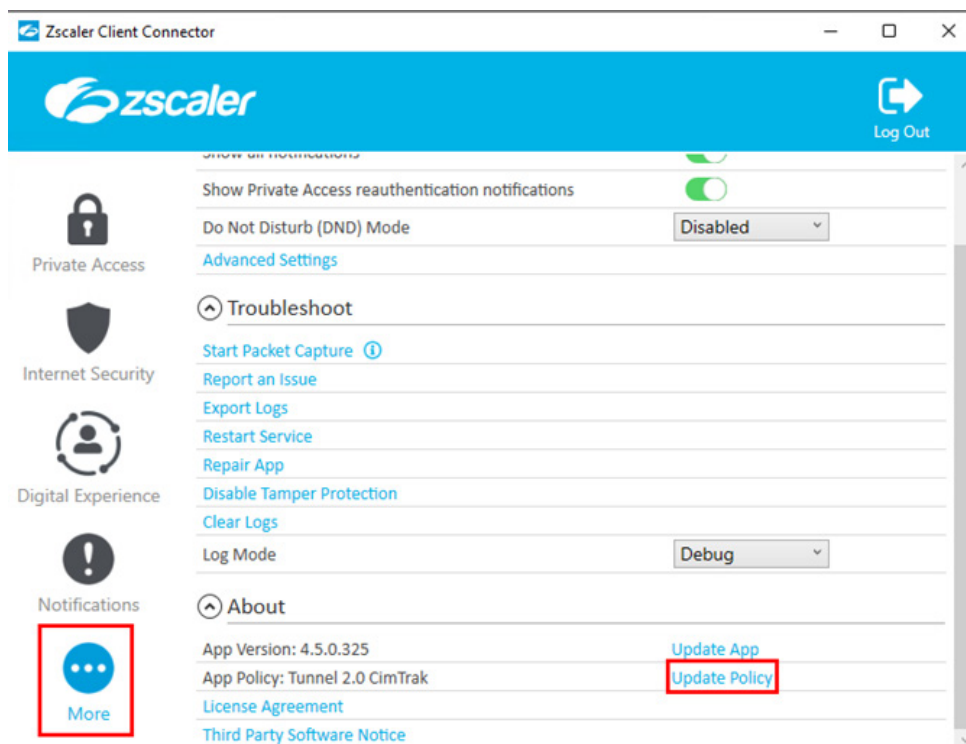 Zscaler Client Connector
zscaler
Log Out
Show all notifications
Show Private Access reauthentication notifications
Do Not Disturb (DND) Mode Disabled
Advanced Settings
Private Access
Troubleshoot
Start Packet Capture
Internet Security
Report an Issue
Export Logs
Restart Service
Repair App
Digital Experience
Disable Tamper Protection
Clear Logs
Log Mode Debug
Notifications
About
App Version: 4.5.0.325 Update App
App Policy: Tunnel 2.0 CimTrak Update Policy
More
License Agreement
Third Party Software Notice